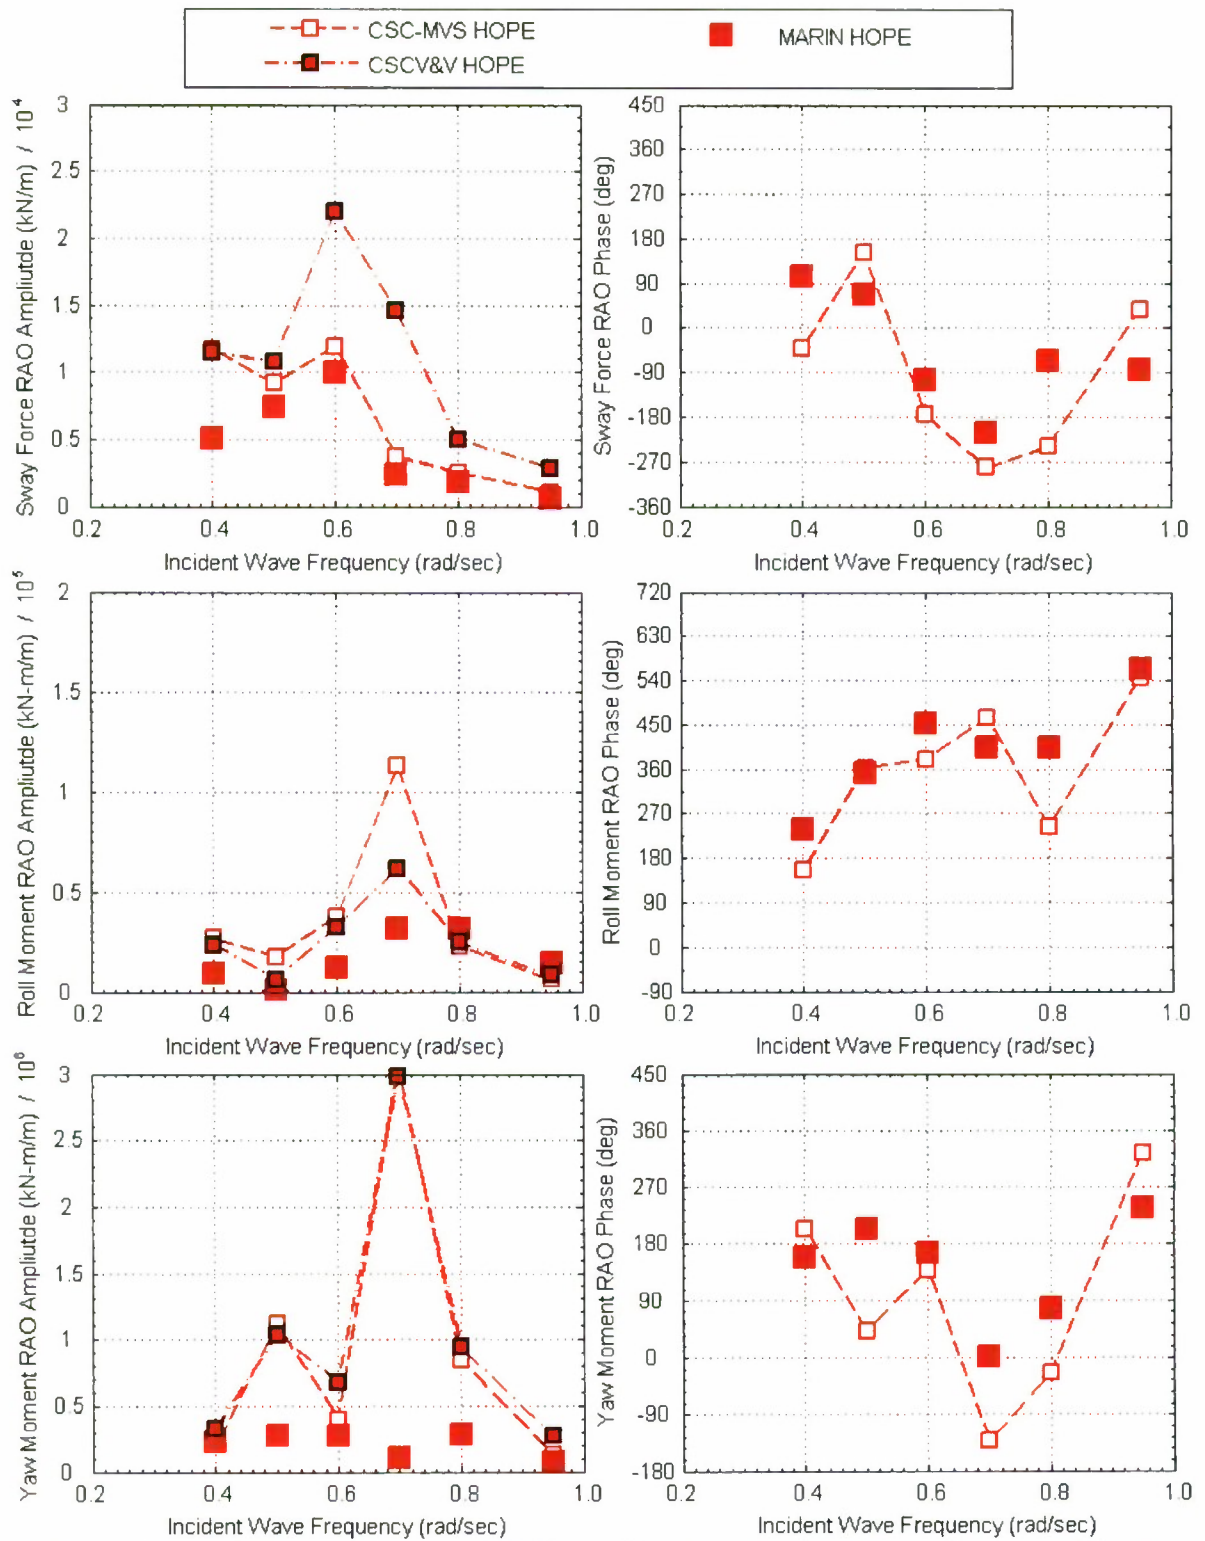 CSC-MVS HOPE
MARIN HOPE
CSCV&V HOPE
Sway Force RAO Ampliutde (kN/m) / 10⁴
3
2.5
2
1.5
1
0.5
0
0.2 0.4 0.6 0.8 1.0
Incident Wave Frequency (rad/sec)
Sway Force RAO Phase (deg)
450
360
270
180
90
0
-90
-180
-270
-360
0.2 0.4 0.6 0.8 1.0
Incident Wave Frequency (rad/sec)
Roll Moment RAO Ampliutde (kN-m/m) / 10⁵
2
1.5
1
0.5
0
0.2 0.4 0.6 0.8 1.0
Incident Wave Frequency (rad/sec)
Roll Moment RAO Phase (deg)
720
630
540
450
360
270
180
90
0
-90
0.2 0.4 0.6 0.8 1.0
Incident Wave Frequency (rad/sec)
Yaw Moment RAO Ampliutde (kN-m/m) / 10⁶
3
2.5
2
1.5
1
0.5
0
0.2 0.4 0.6 0.8 1.0
Incident Wave Frequency (rad/sec)
Yaw Moment RAO Phase (deg)
450
360
270
180
90
0
-90
-180
0.2 0.4 0.6 0.8 1.0
Incident Wave Frequency (rad/sec)